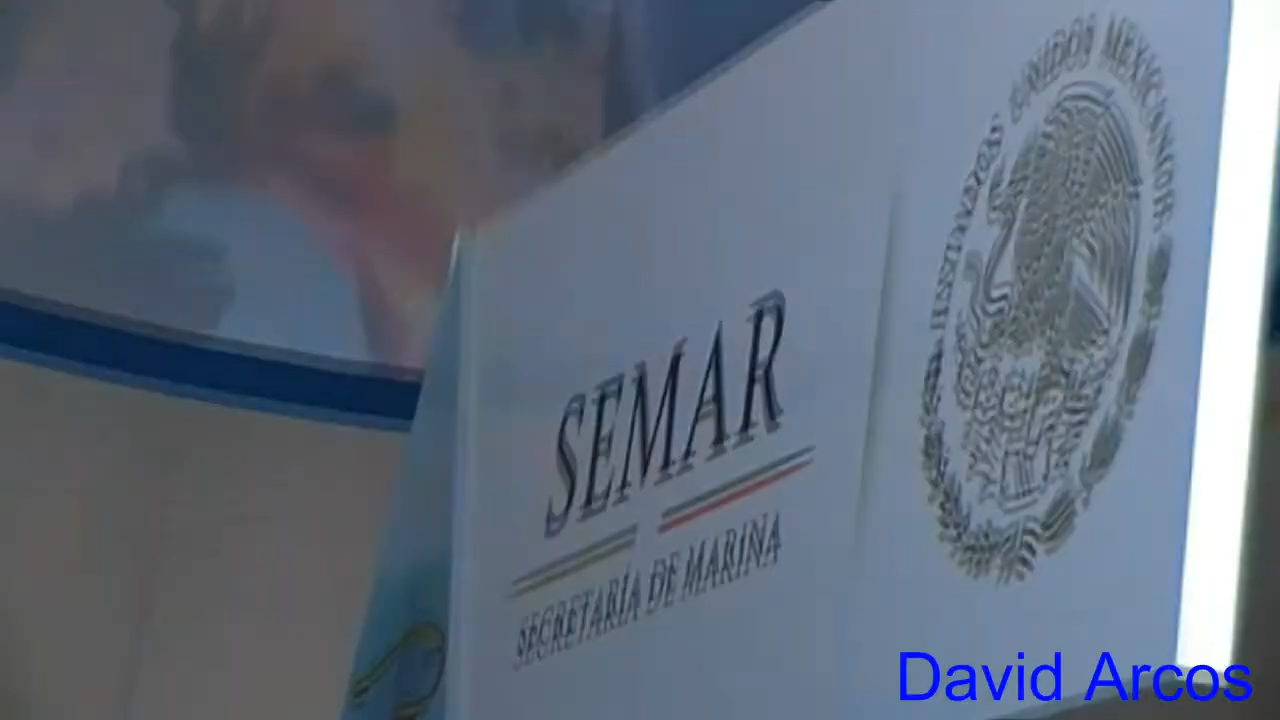 SEMAR
SECRETARÍA DE MARINA
ESTADOS UNIDOS MEXICANOS
David Arcos